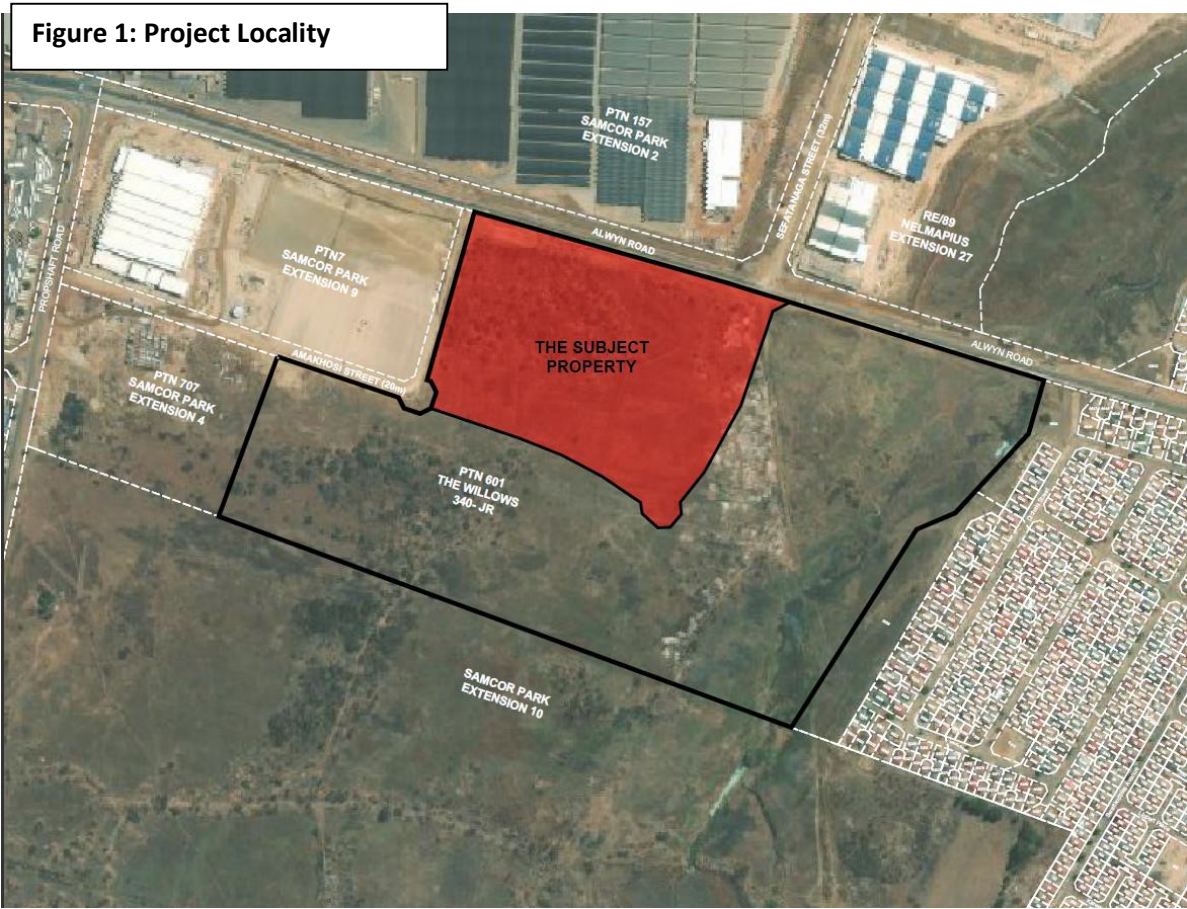 Figure 1: Project Locality
PTN 157
SAMCOR PARK
EXTENSION 2
SEFATANAGA STREET (32m)
RE/89
NELMAPIUS
EXTENSION 27
ALWYN ROAD
PROPSHAFT ROAD
PTN7
SAMCOR PARK
EXTENSION 9
THE SUBJECT
PROPERTY
ALWYN ROAD
AMAKHOSI STREET (20m)
PTN 707
SAMCOR PARK
EXTENSION 4
PTN 601
THE WILLOWS
340- JR
SAMCOR PARK
EXTENSION 10